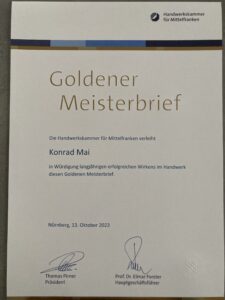 Handwerkskammer
für Mittelfranken
Goldener
Meisterbrief
Die Handwerkskammer für Mittelfranken verleiht
Konrad Mai
in Würdigung langjährigen erfolgreichen Wirkens im Handwerk
diesen Goldenen Meisterbrief.
Nürnberg, 13. Oktober 2023
Thomas Pirner
Präsident
Prof. Dr. Elmar Forster
Hauptgeschäftsführer